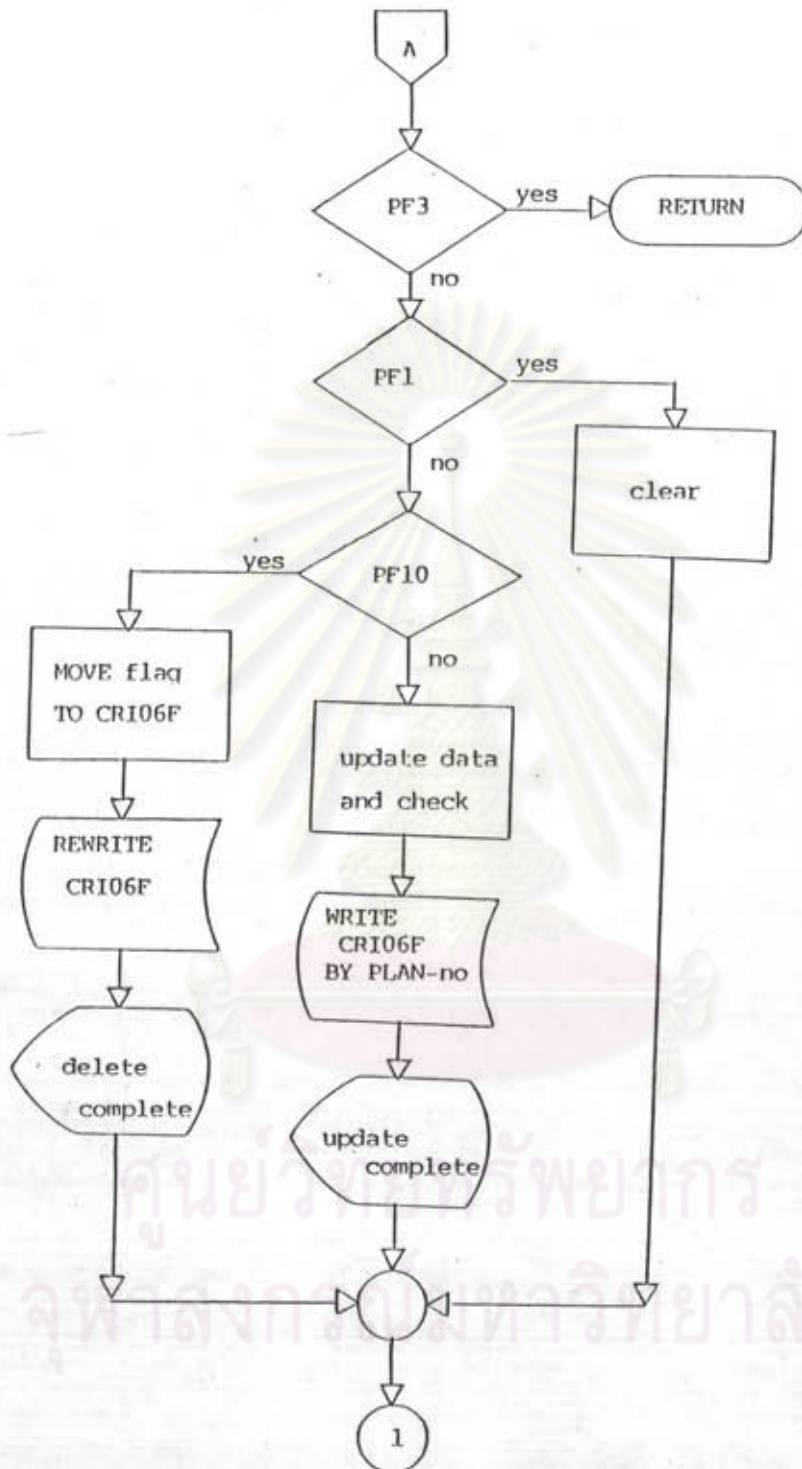 A
PF3
yes
RETURN
no
PF1
yes
no
clear
PF10
yes
no
MOVE flag
TO CRI06F
update data
and check
REWRITE
CRI06F
WRITE
CRI06F
BY PLAN-no
delete
complete
update
complete
ศูนย์วิทยทรัพยากร
จุฬาลงกรณ์มหาวิทยาลั
1